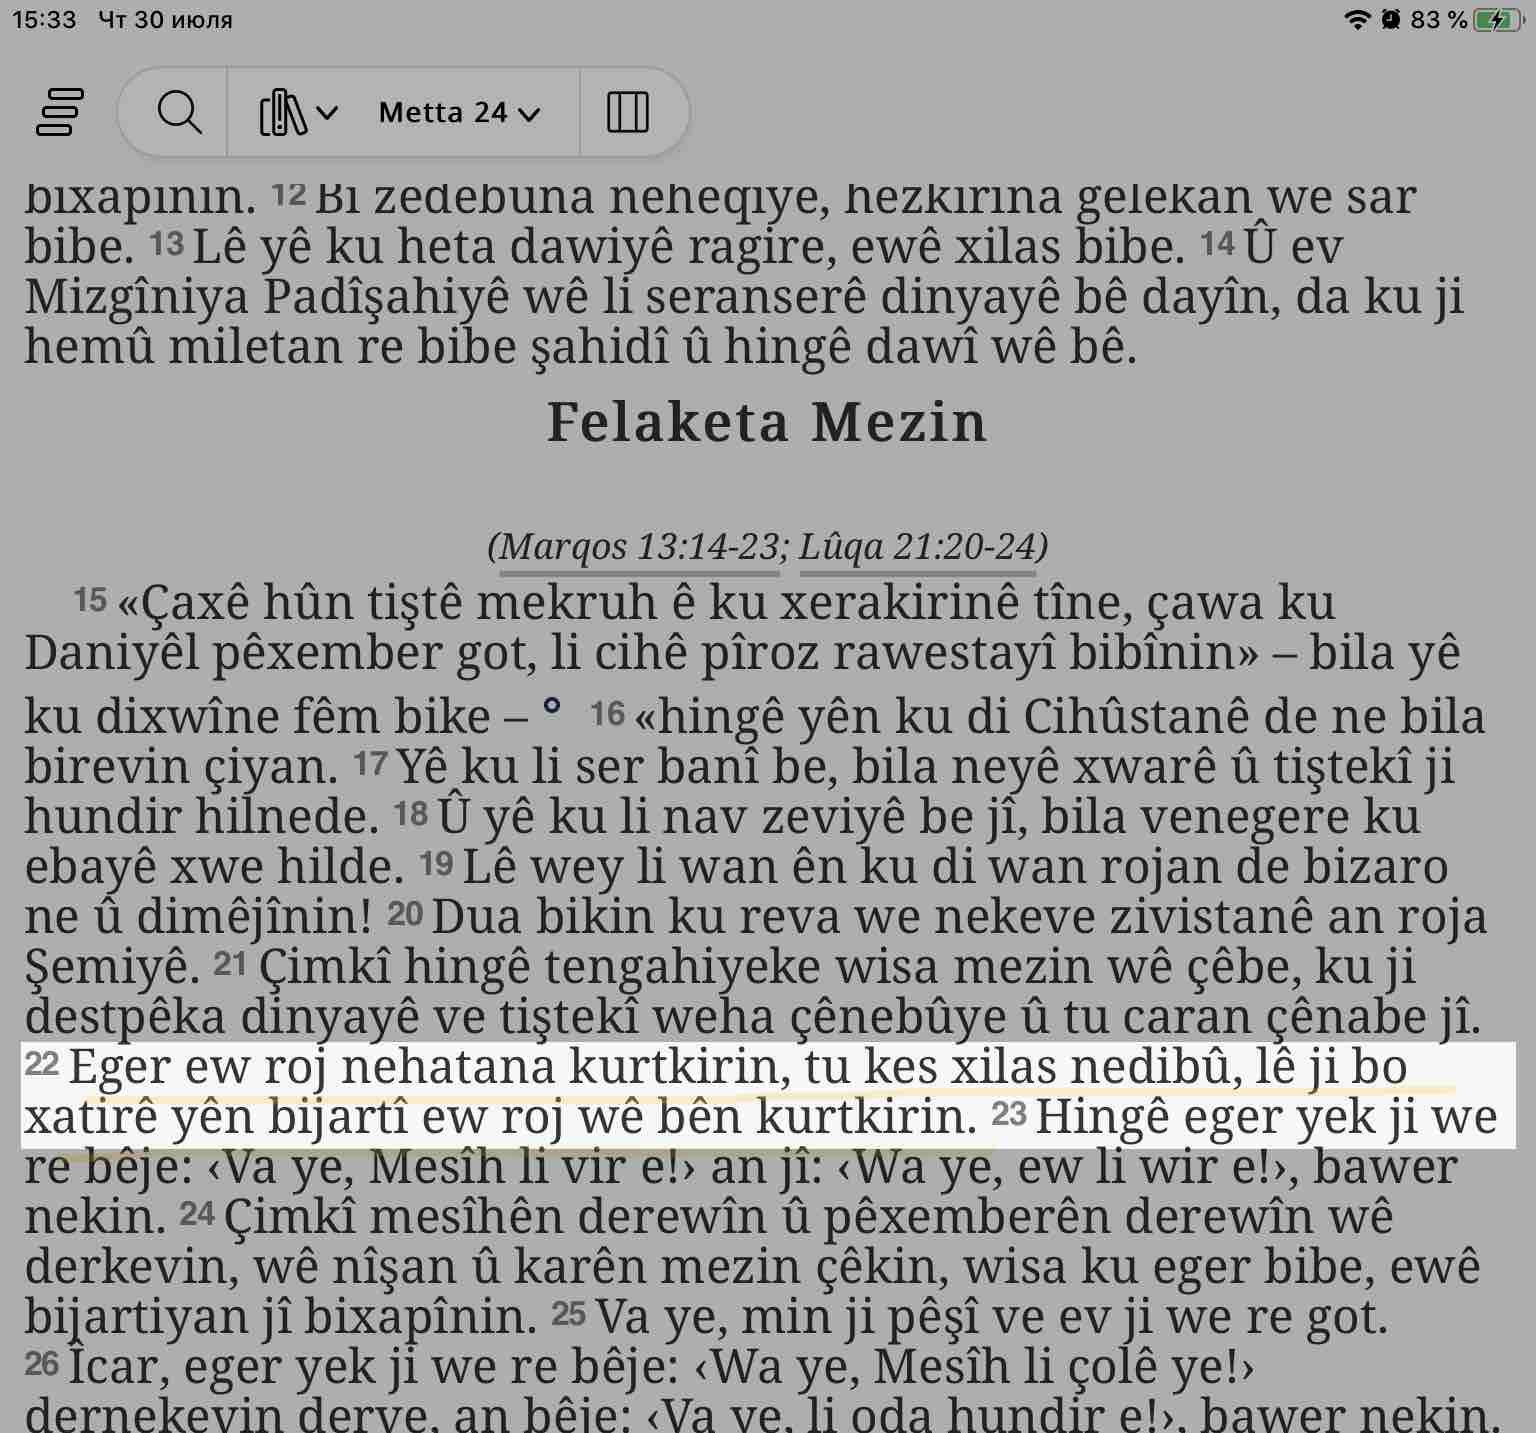 15:33 Чт 30 июля 83 %
Metta 24
bixapînin. 12 Bi zêdebûna neheqiyê, hezkirina gelekan wê sar
bibe. 13 Lê yê ku heta dawiyê ragire, ewê xilas bibe. 14 Û ev
Mizgîniya Padîşahiyê wê li seranserê dinyayê bê dayîn, da ku ji
hemû miletan re bibe şahidî û hingê dawî wê bê.
Felaketa Mezin
(Marqos 13:14-23; Lûqa 21:20-24)
15 «Çaxê hûn tiştê mekruh ê ku xerakirinê tîne, çawa ku
Daniyêl pêxember got, li cihê pîroz rawestayî bibînin» – bila yê
ku dixwîne fêm bike – 16 «hingê yên ku di Cihûstanê de ne bila
birevin çiyan. 17 Yê ku li ser banî be, bila neyê xwarê û tiştekî ji
hundir hilnede. 18 Û yê ku li nav zeviyê be jî, bila venegere ku
ebayê xwe hilde. 19 Lê wey li wan ên ku di wan rojan de bizaro
ne û dimêjînin! 20 Dua bikin ku reva we nekeve zivistanê an roja
Şemiyê. 21 Çimkî hingê tengahiyeke wisa mezin wê çêbe, ku ji
destpêka dinyayê ve tiştekî weha çênebûye û tu caran çênabe jî.
22 Eger ew roj nehatana kurtkirin, tu kes xilas nedibû, lê ji bo
xatirê yên bijartî ew roj wê bên kurtkirin. 23 Hingê eger yek ji we
re bêje: ‹Va ye, Mesîh li vir e!› an jî: ‹Wa ye, ew li wir e!›, bawer
nekin. 24 Çimkî mesîhên derewîn û pêxemberên derewîn wê
derkevin, wê nîşan û karên mezin çêkin, wisa ku eger bibe, ewê
bijartiyan jî bixapînin. 25 Va ye, min ji pêşî ve ev ji we re got.
26 Îcar, eger yek ji we re bêje: ‹Wa ye, Mesîh li çolê ye!›
dernekevin derve, an bêje: ‹Va ye, li oda hundir e!›, bawer nekin.